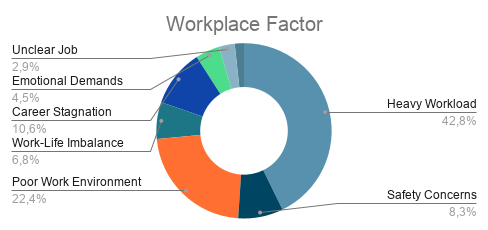 Workplace Factor
Unclear Job
2,9%
Emotional Demands
4,5%
Career Stagnation
10,6%
Work-Life Imbalance
6,8%
Poor Work Environment
22,4%
Heavy Workload
42,8%
Safety Concerns
8,3%